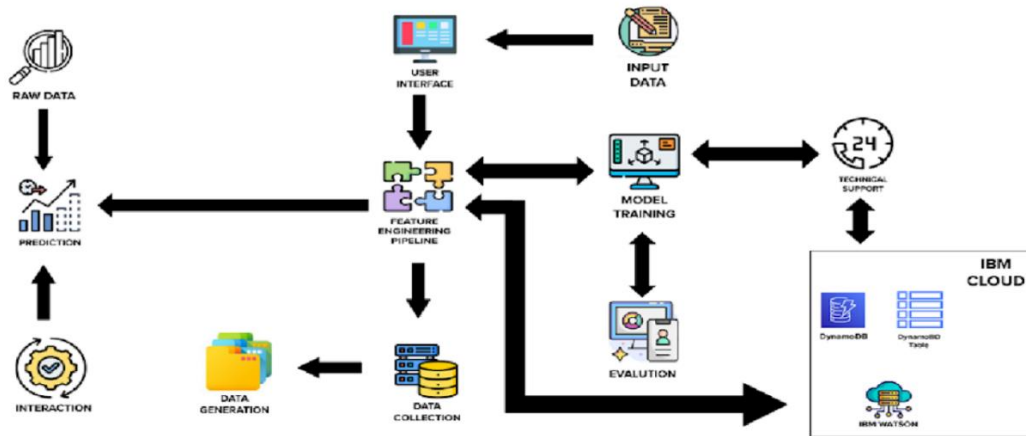 RAW DATA
USER
INTERFACE
INPUT
DATA
24
TECHNICAL
SUPPORT
PREDICTION
FEATURE
ENGINEERING
PIPELINE
MODEL
TRAINING
IBM
CLOUD
DynamoDB
DynamoDB
Table
INTERACTION
DATA
GENERATION
DATA
COLLECTION
EVALUTION
IBM WATSON